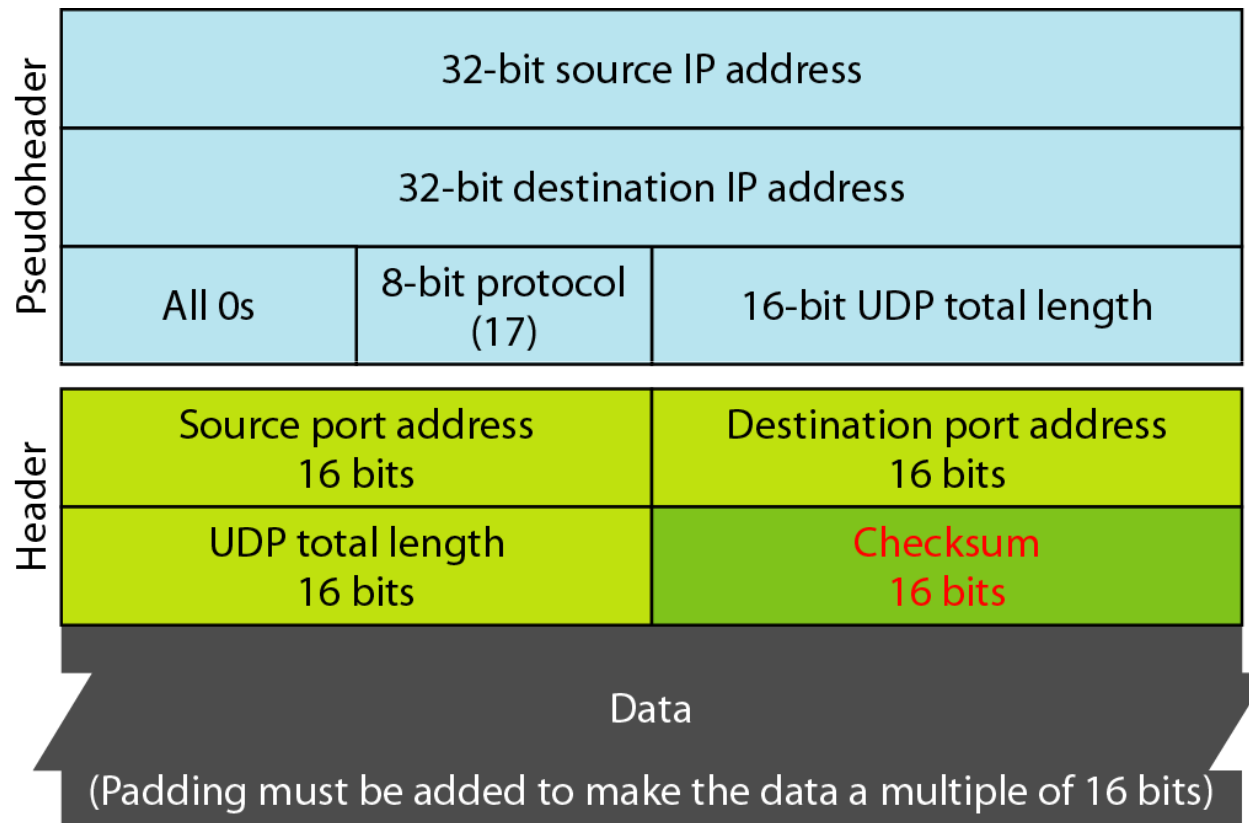 Pseudoheader
32-bit source IP address
32-bit destination IP address
All 0s
8-bit protocol
(17)
16-bit UDP total length
Header
Source port address
16 bits
Destination port address
16 bits
UDP total length
16 bits
Checksum
16 bits
Data
(Padding must be added to make the data a multiple of 16 bits)